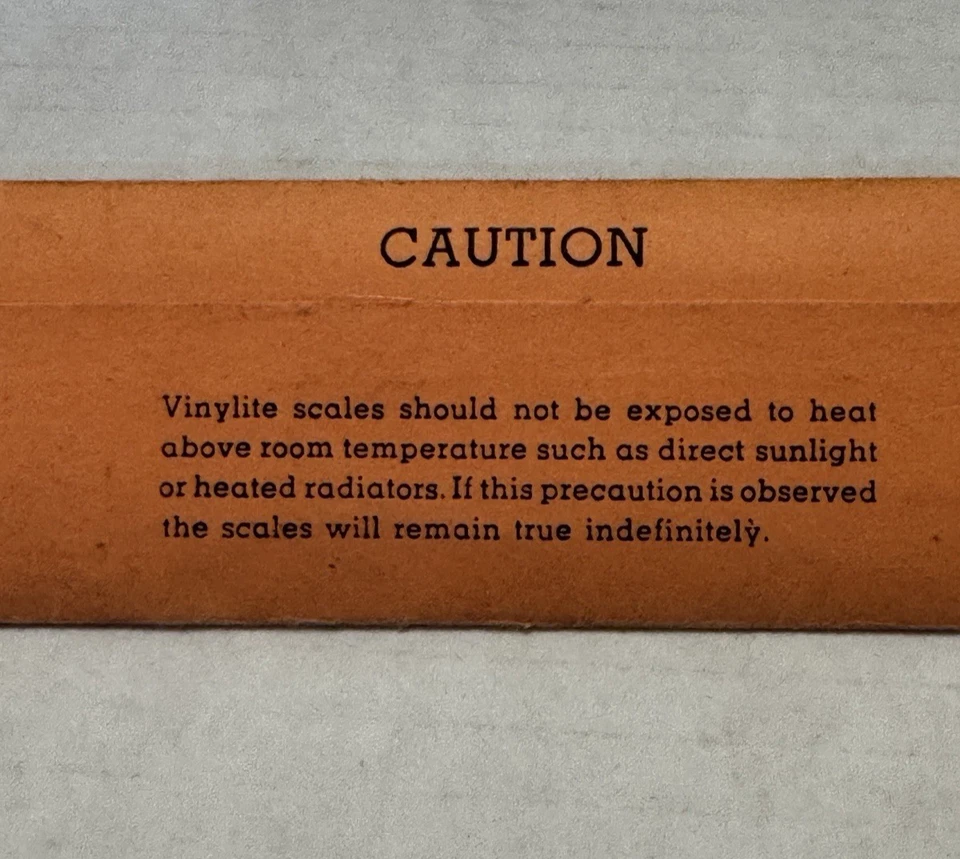 CAUTION
Vinylite scales should not be exposed to heat
above room temperature such as direct sunlight
or heated radiators. If this precaution is observed
the scales will remain true indefinitely.